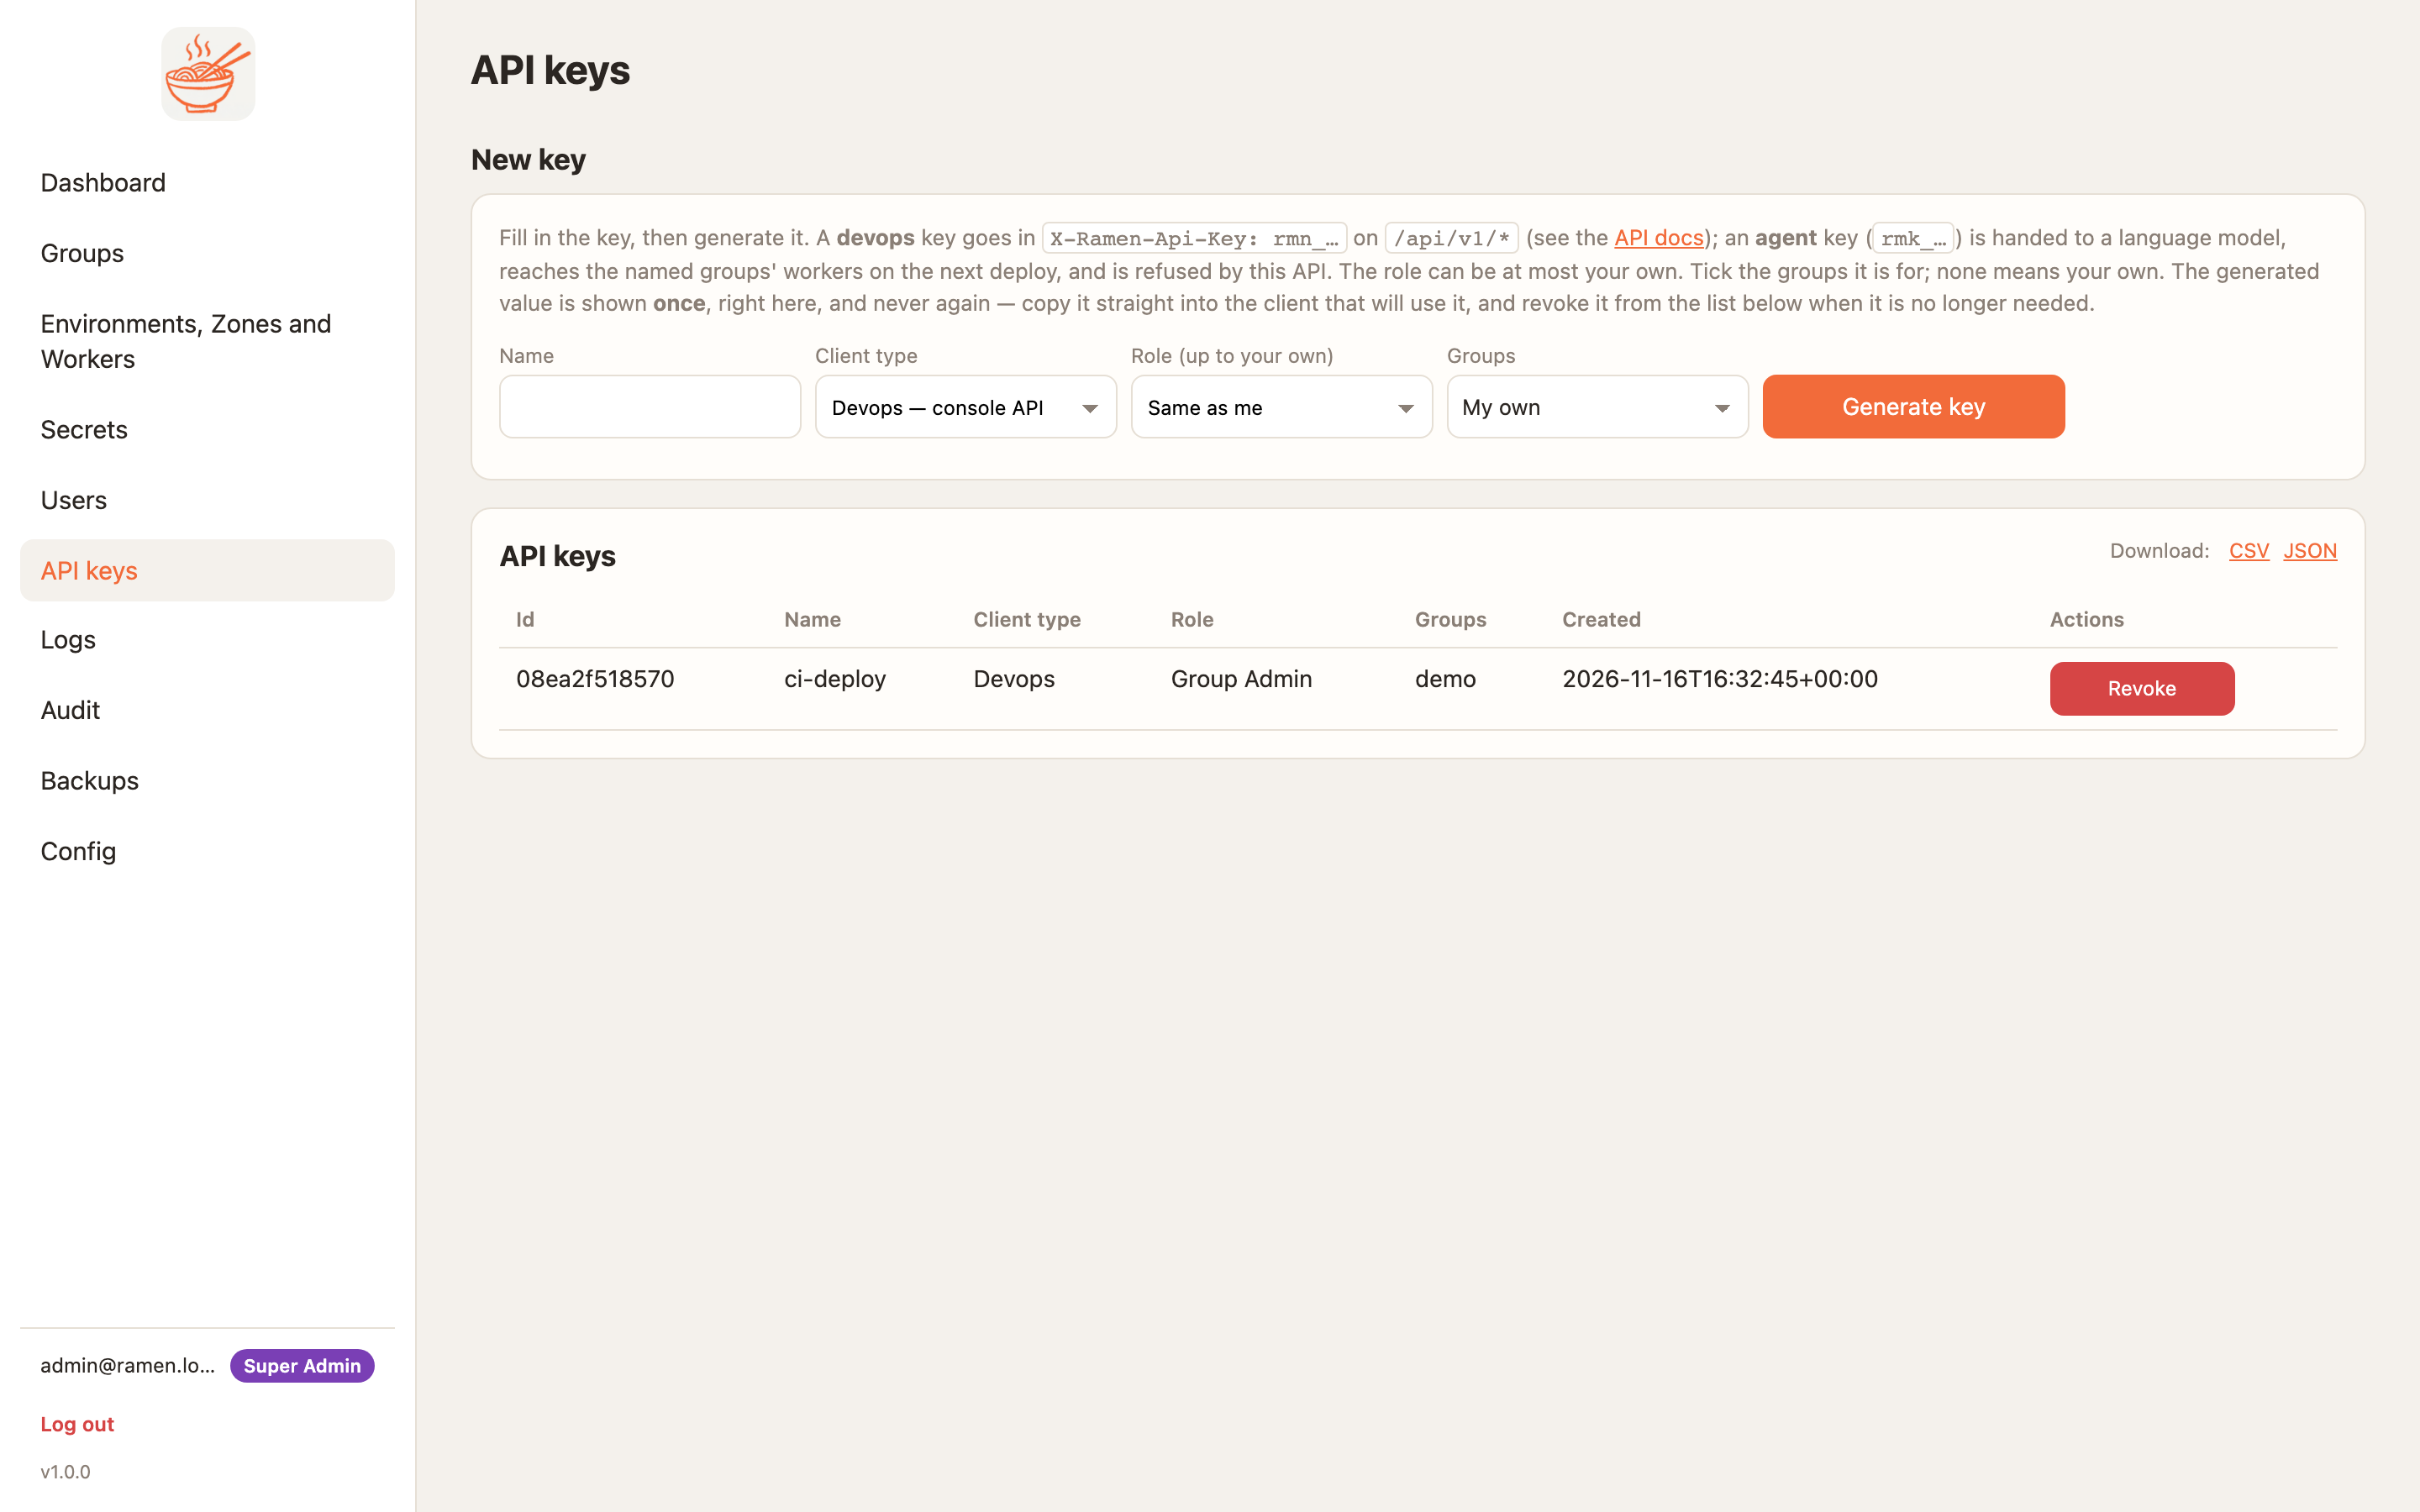 Dashboard
Groups
Environments, Zones and
Workers
Secrets
Users
API keys
Logs
Audit
Backups
Config
admin@ramen.lo... Super Admin
Log out
v1.0.0
API keys
New key
Fill in the key, then generate it. A devops key goes in X-Ramen-Api-Key: rmn_… on /api/v1/* (see the API docs); an agent key (rmk_…) is handed to a language model,
reaches the named groups' workers on the next deploy, and is refused by this API. The role can be at most your own. Tick the groups it is for; none means your own. The generated
value is shown once, right here, and never again — copy it straight into the client that will use it, and revoke it from the list below when it is no longer needed.
Name Client type Role (up to your own) Groups
Devops — console API Same as me My own Generate key
API keys Download: CSV JSON
Id Name Client type Role Groups Created Actions
08ea2f518570 ci-deploy Devops Group Admin demo 2026-11-16T16:32:45+00:00 Revoke